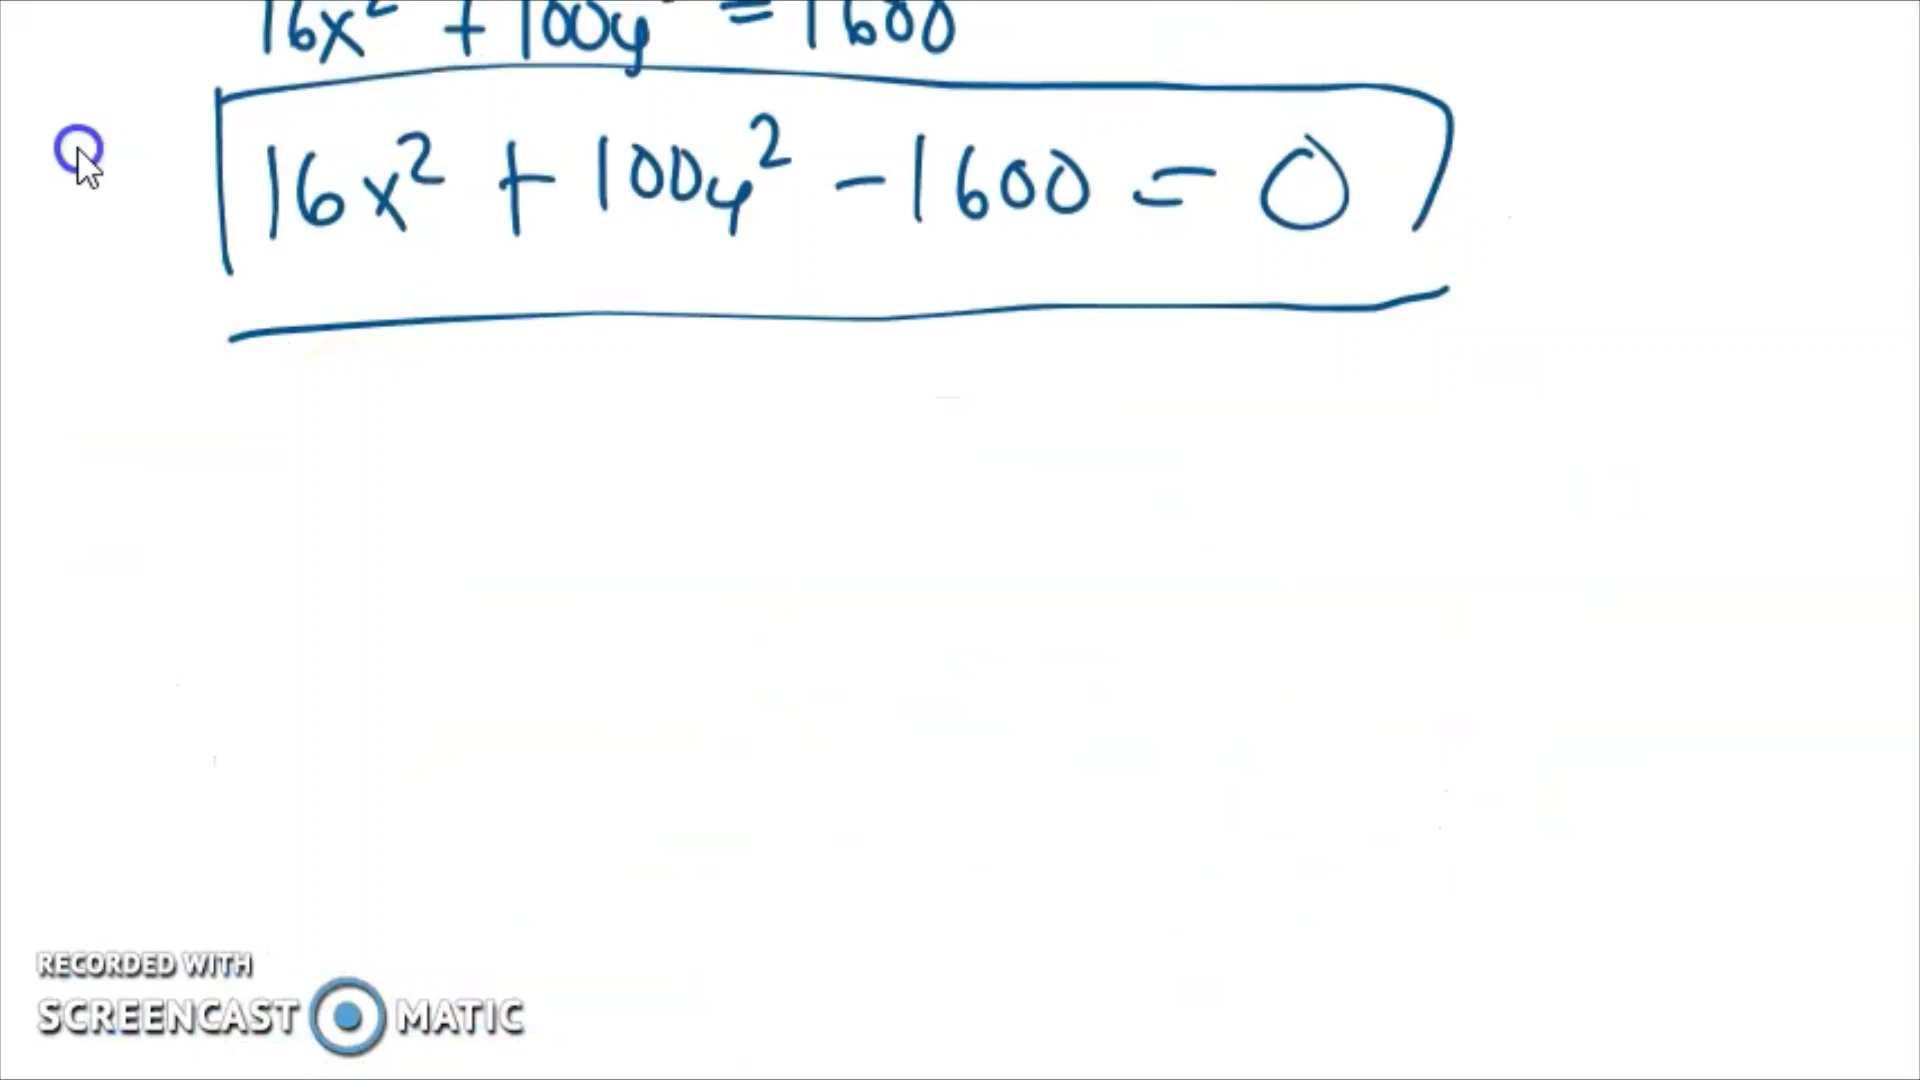 16x² + 100y² = 1600
16x² + 100y² - 1600 = 0
RECORDED WITH
SCREENCAST MATIC